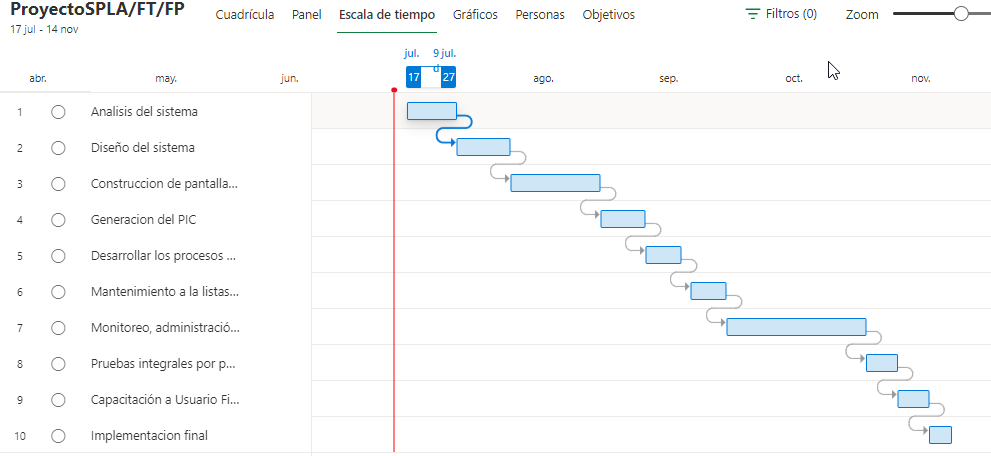 ProyectoSPLA/FT/FP
17 jul - 14 nov
Cuadrícula Panel Escala de tiempo Gráficos Personas Objetivos Filtros (0) Zoom
jul. 9 jul.
d
abr. may. jun. 17 27 ago. sep. oct. nov.
1 Analisis del sistema
2 Diseño del sistema
3 Construccion de pantalla...
4 Generacion del PIC
5 Desarrollar los procesos ...
6 Mantenimiento a la listas...
7 Monitoreo, administració...
8 Pruebas integrales por p...
9 Capacitación a Usuario Fi...
10 Implementacion final